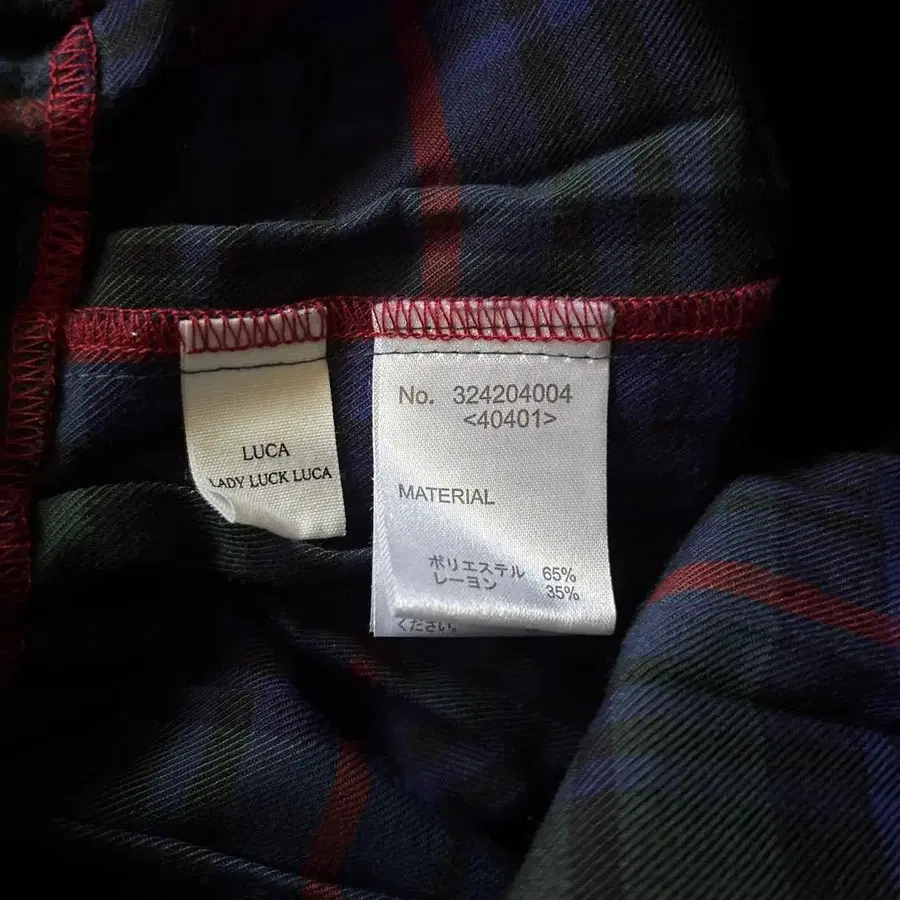 LUCA
LADY LUCK LUCA
No. 324204004
<40401>
MATERIAL
ポリエステル 65%
レーヨン 35%
ください。